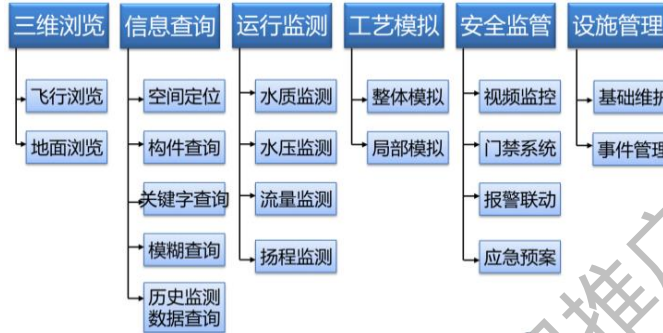 三维浏览
信息查询
运行监测
工艺模拟
安全监管
设施管理
飞行浏览
空间定位
水质监测
整体模拟
视频监控
基础维护
地面浏览
构件查询
水压监测
局部模拟
门禁系统
事件管理
关键字查询
流量监测
报警联动
模糊查询
扬程监测
应急预案
历史监测
数据查询
推广